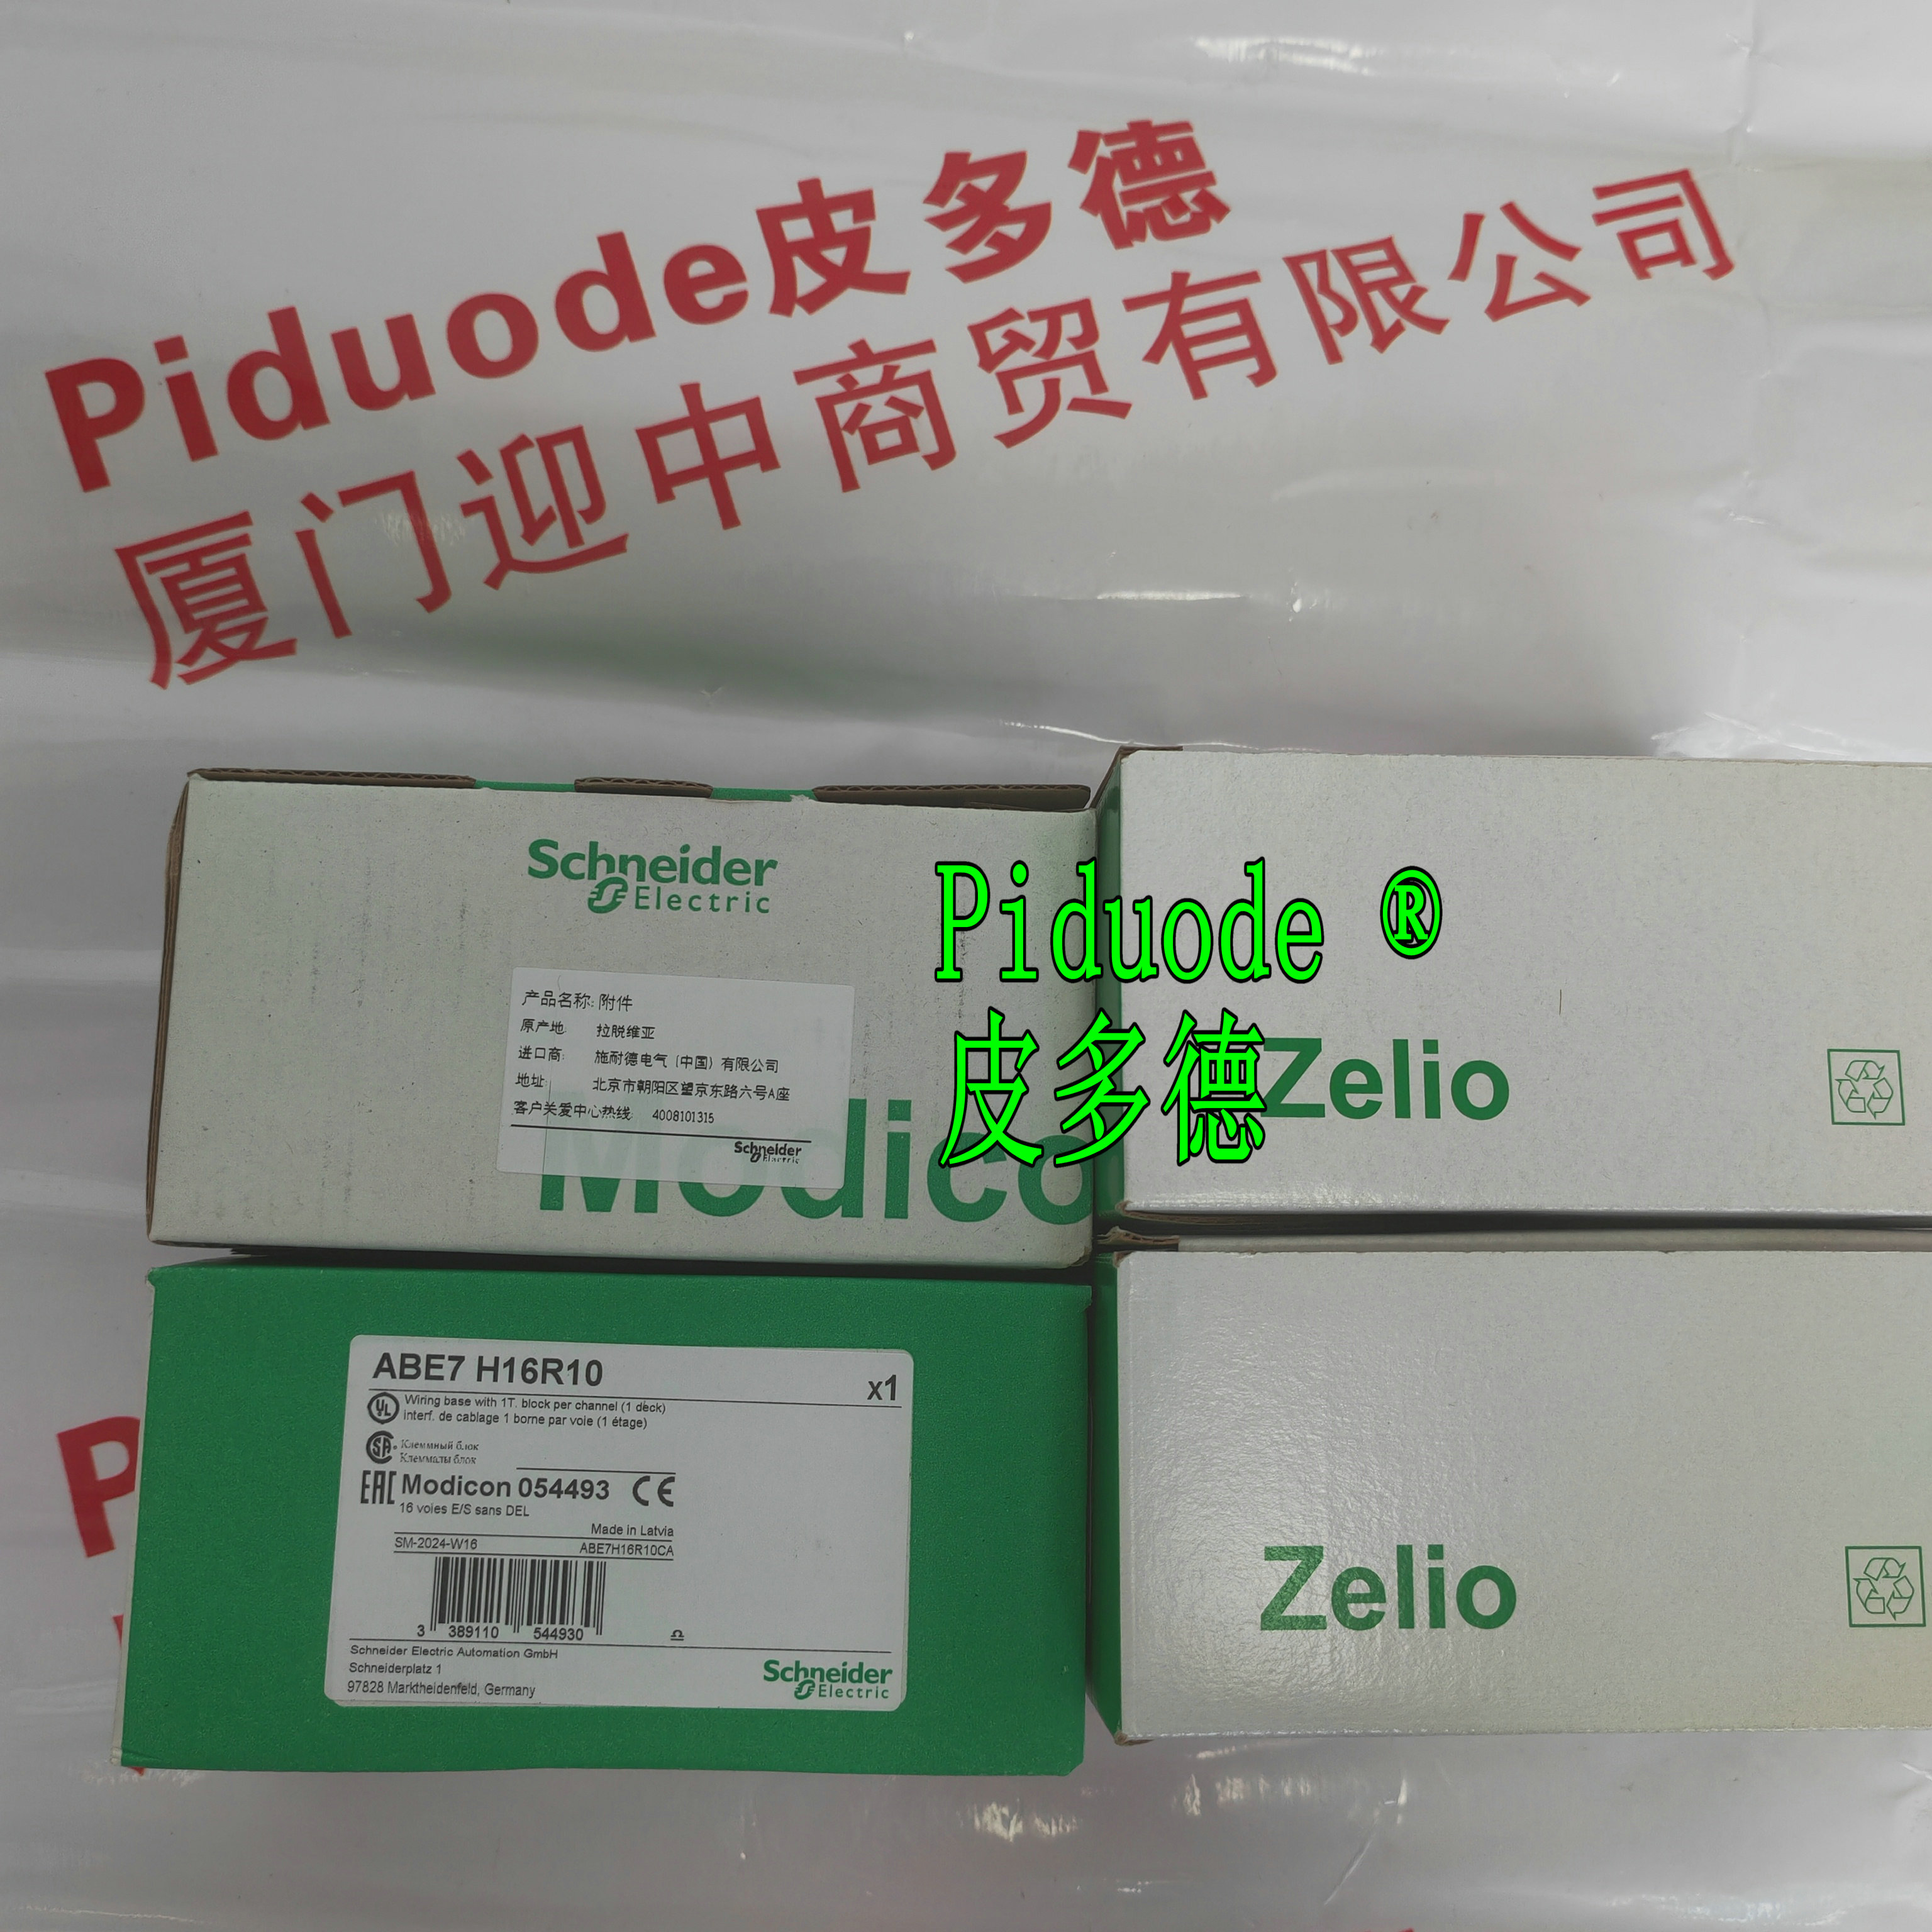 Piduode皮多德
厦门迎中商贸有限公司
Schneider
Electric
产品名称: 附件
原产地: 拉脱维亚
进口商: 施耐德电气 (中国) 有限公司
地址: 北京市朝阳区望京东路六号A座
客户关爱中心热线: 4008101315
Schneider
Electric
Modico
Piduode ®
皮多德
Zelio
ABE7 H16R10
x1
UL
Wiring base with 1T. block per channel (1 deck)
interf. de cablage 1 borne par voie (1 étage)
Клеммный блок
Клеммалы блок
EAC Modicon 054493 CE
16 voies E/S sans DEL
Made in Latvia
SM-2024-W16 ABE7H16R10CA
3 389110 544930
Schneider Electric Automation GmbH
Schneiderplatz 1
97828 Marktheidenfeld, Germany
Schneider
Electric
Zelio
P